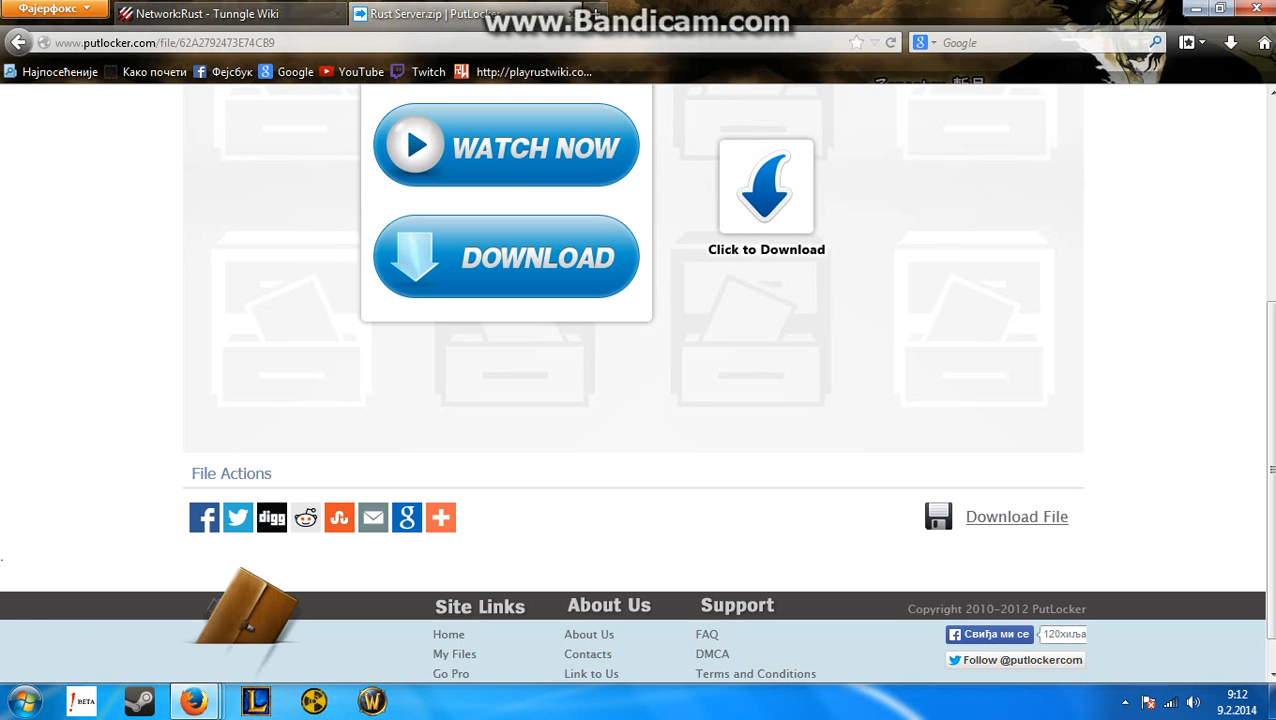 Фајерфокс
Network:Rust - Tunngle Wiki
Rust Server.zip | PutLocker
www.Bandicam.com
www.putlocker.com/file/62A2792473E74CB9
Google
Најпосећеније
Како почети
Фејсбук
Google
YouTube
Twitch
http://playrustwiki.co...
WATCH NOW
DOWNLOAD
Click to Download
File Actions
digg
Download File
Site Links
About Us
Support
Copyright 2010-2012 PutLocker
Home
About Us
FAQ
Свиђа ми се
120хиља
My Files
Contacts
DMCA
Follow @putlockercom
Go Pro
Link to Us
Terms and Conditions
BETA
9:12
9.2.2014